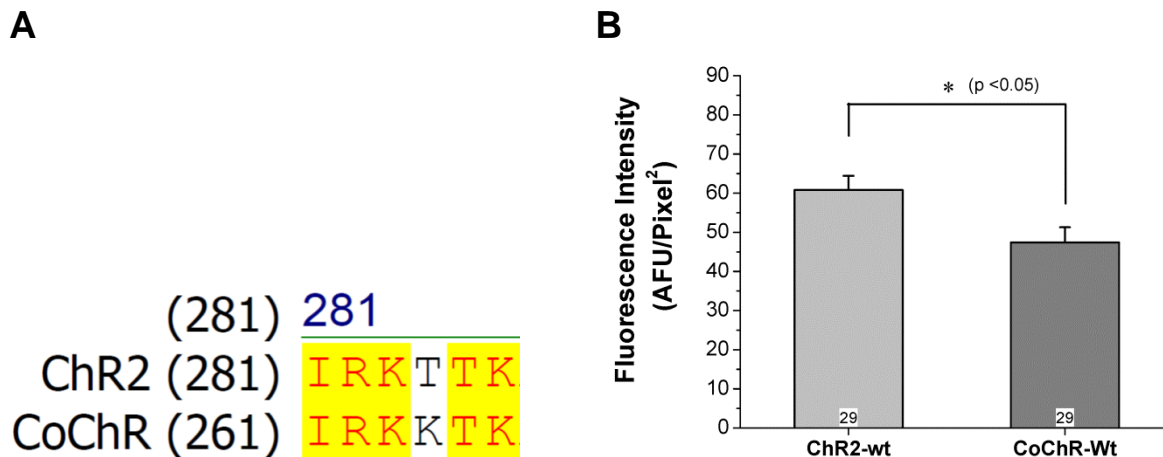 A
(281) 281
ChR2 (281) IRKTTK
CoChR (261) IRKKTK
B
Fluorescence Intensity
(AFU/Pixel²)
90
80
70
60
50
40
30
20
10
0
* (p <0.05)
29 29
ChR2-wt CoChR-Wt